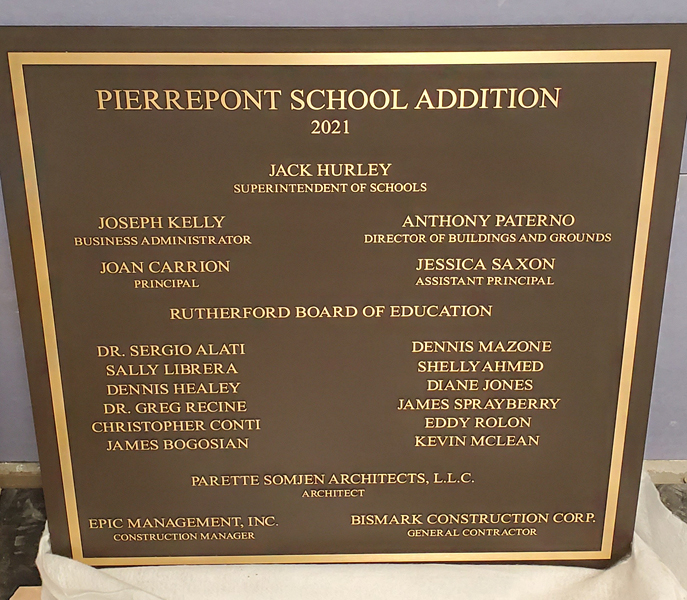 PIERREPONT SCHOOL ADDITION
2021
JACK HURLEY
SUPERINTENDENT OF SCHOOLS
JOSEPH KELLY
BUSINESS ADMINISTRATOR
ANTHONY PATERNO
DIRECTOR OF BUILDINGS AND GROUNDS
JOAN CARRION
PRINCIPAL
JESSICA SAXON
ASSISTANT PRINCIPAL
RUTHERFORD BOARD OF EDUCATION
DR. SERGIO ALATI
SALLY LIBRERA
DENNIS HEALEY
DR. GREG RECINE
CHRISTOPHER CONTI
JAMES BOGOSIAN
DENNIS MAZONE
SHELLY AHMED
DIANE JONES
JAMES SPRAYBERRY
EDDY ROLON
KEVIN MCLEAN
PARETTE SOMJEN ARCHITECTS, L.L.C.
ARCHITECT
EPIC MANAGEMENT, INC.
CONSTRUCTION MANAGER
BISMARK CONSTRUCTION CORP.
GENERAL CONTRACTOR